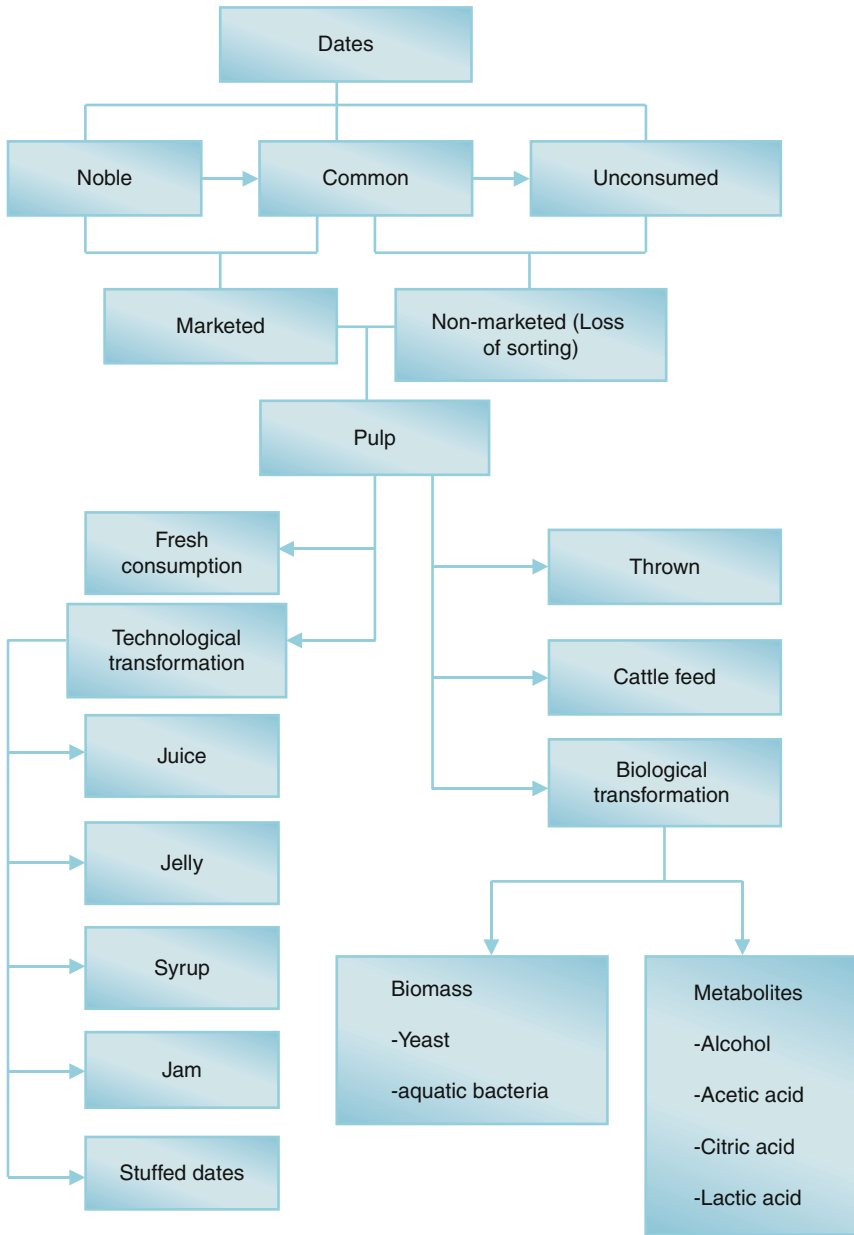 Dates
Noble
Common
Unconsumed
Marketed
Non-marketed (Loss
of sorting)
Pulp
Fresh
consumption
Technological
transformation
Juice
Jelly
Syrup
Jam
Stuffed dates
Thrown
Cattle feed
Biological
transformation
Biomass
-Yeast
-aquatic bacteria
Metabolites
-Alcohol
-Acetic acid
-Citric acid
-Lactic acid